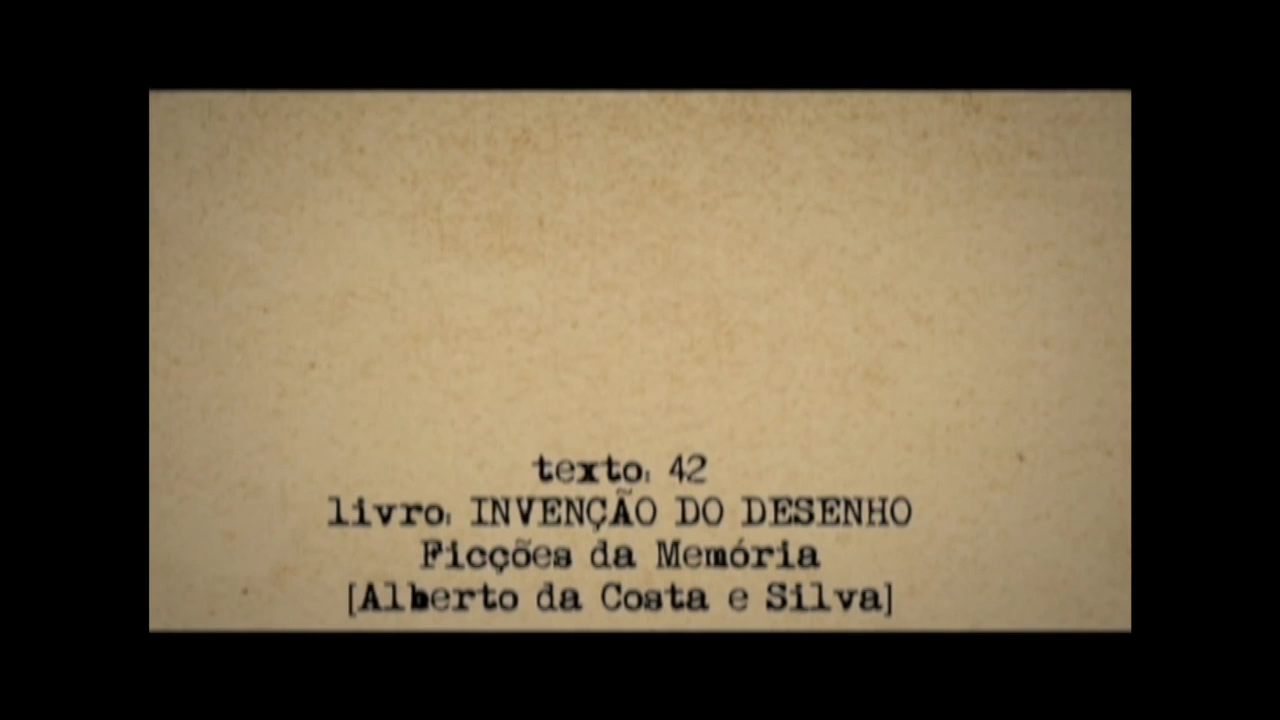 texto: 42
livro: INVENÇÃO DO DESENHO
Ficções da Memória
[Alberto da Costa e Silva]